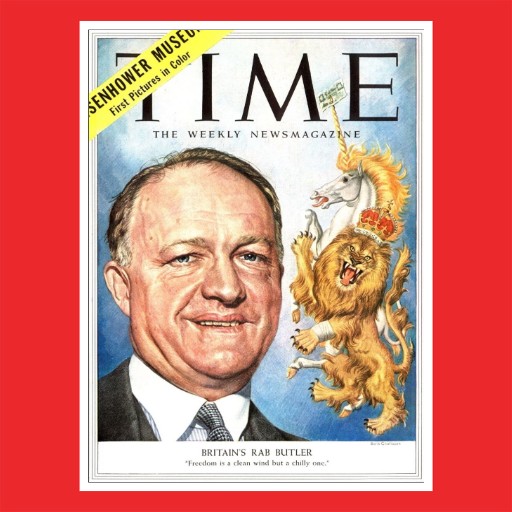 SENHOWER MUSEU
First Pictures in Color
TIME
THE WEEKLY NEWSMAGAZINE
BRITAIN'S RAB BUTLER
"Freedom is a clean wind but a chilly one."